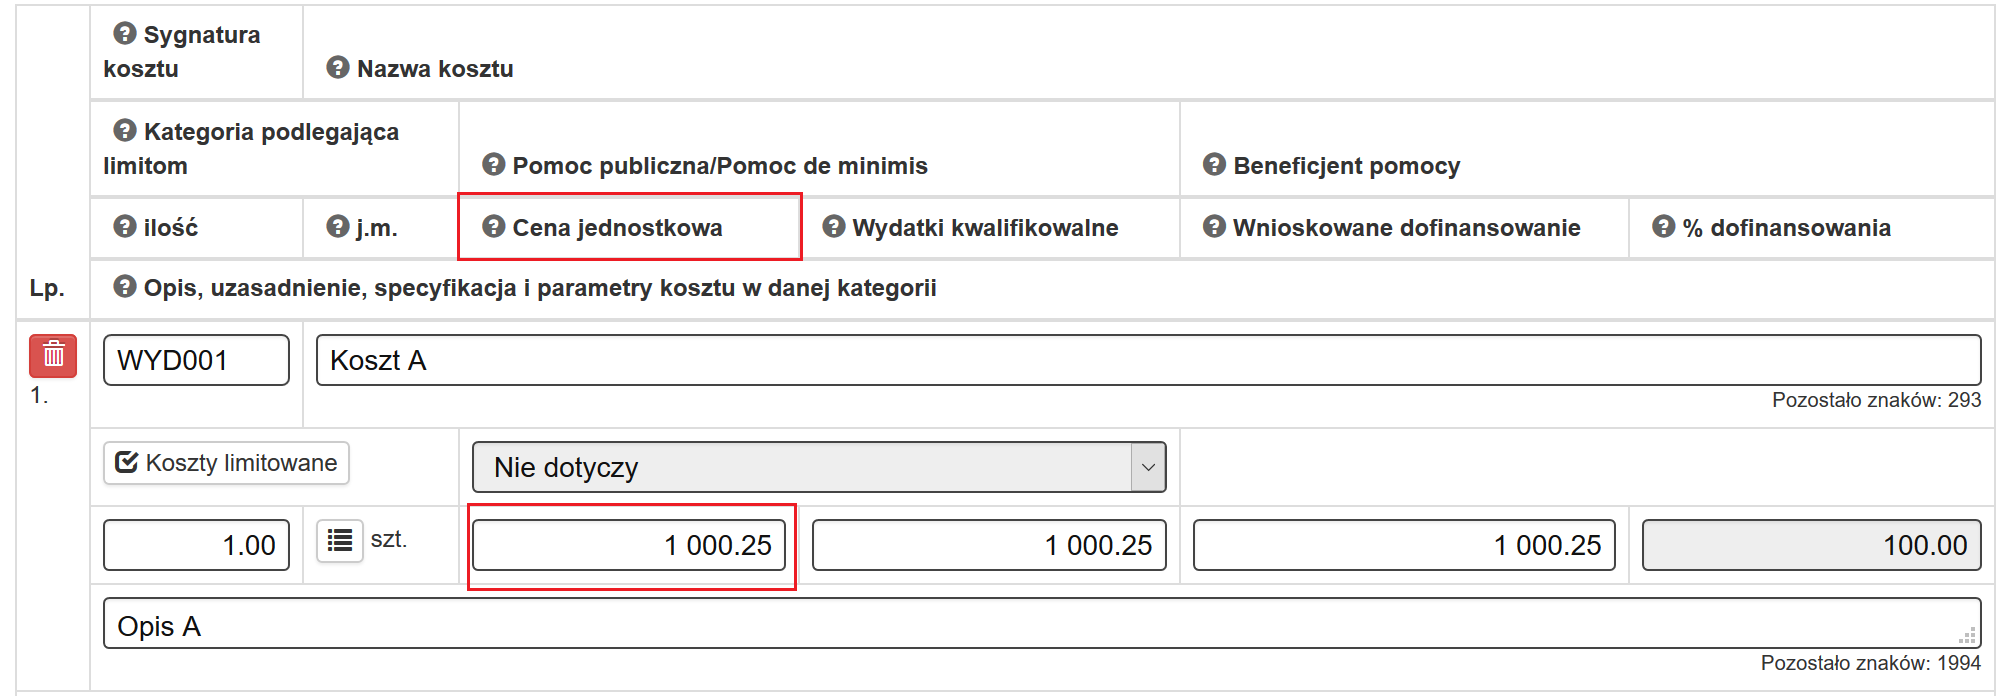 Sygnatura
kosztu
Nazwa kosztu
Kategoria podlegająca
limitom
Pomoc publiczna/Pomoc de minimis
Beneficjent pomocy
ilość
j.m.
Cena jednostkowa
Wydatki kwalifikowalne
Wnioskowane dofinansowanie
% dofinansowania
Lp.
Opis, uzasadnienie, specyfikacja i parametry kosztu w danej kategorii
WYD001
Koszt A
1.
Pozostało znaków: 293
Koszty limitowane
Nie dotyczy
1.00
szt.
1 000.25
1 000.25
1 000.25
100.00
Opis A
Pozostało znaków: 1994